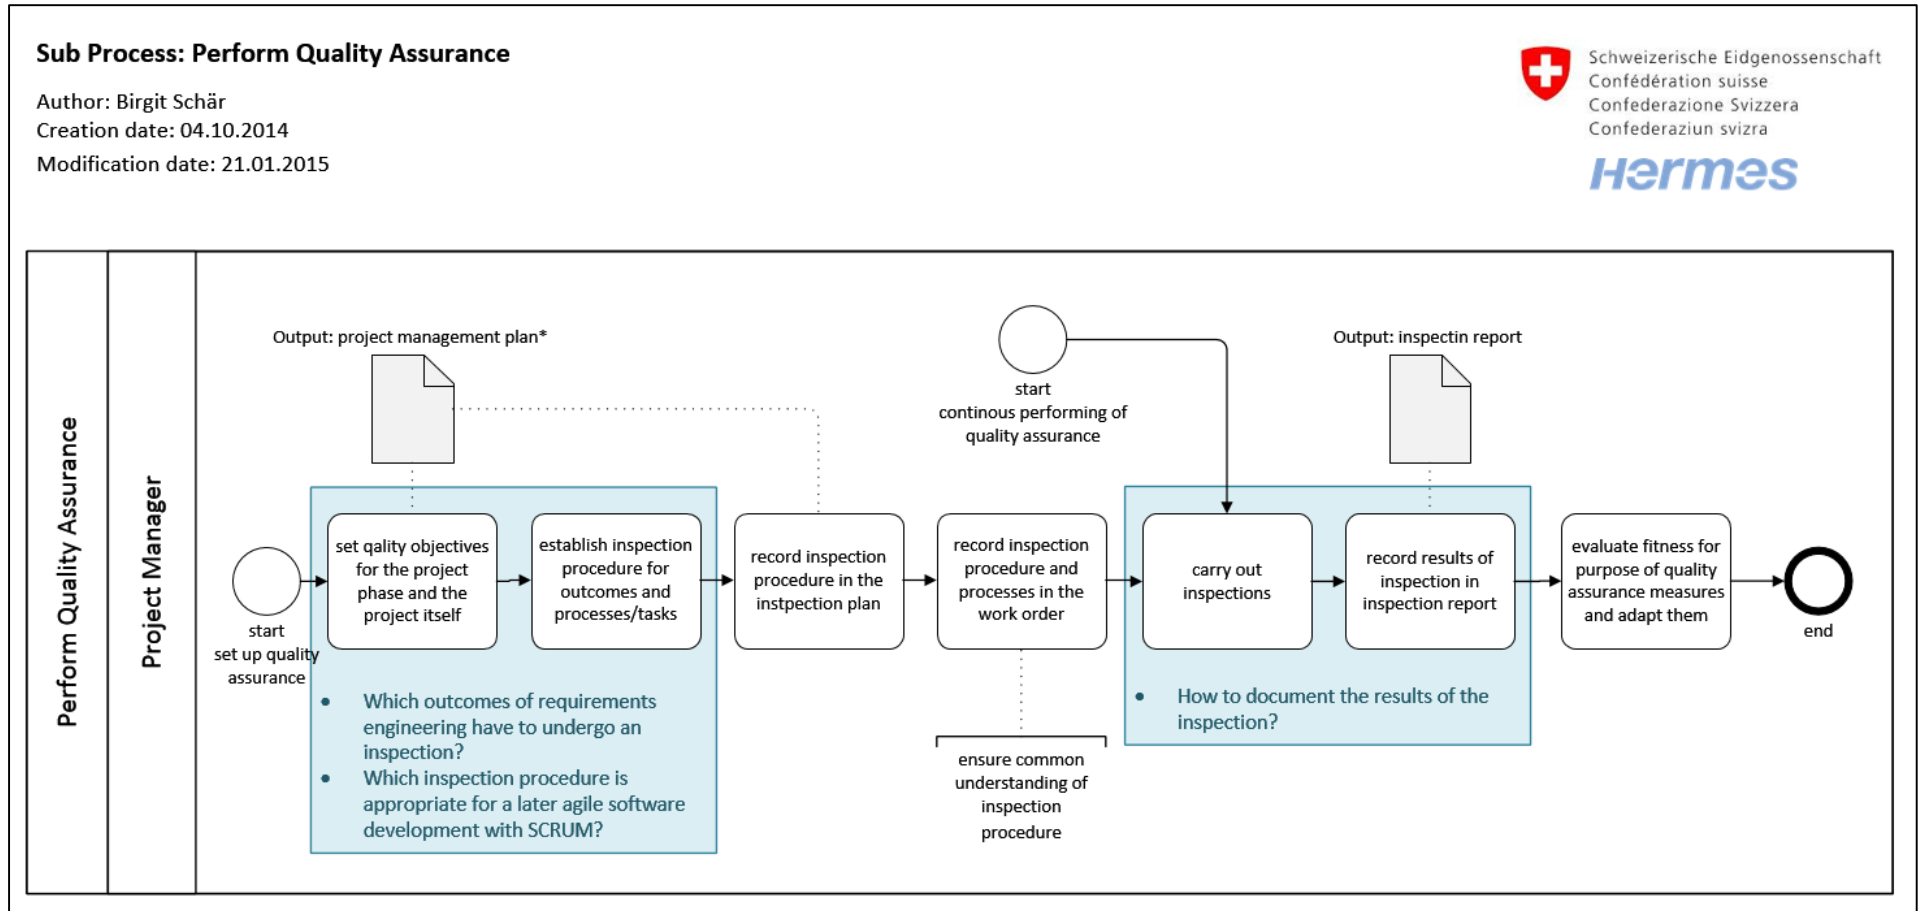 Sub Process: Perform Quality Assurance
Author: Birgit Schär
Creation date: 04.10.2014
Modification date: 21.01.2015
Schweizerische Eidgenossenschaft
Confédération suisse
Confederazione Svizzera
Confederaziun svizra
Hermes
Perform Quality Assurance
Project Manager
Output: project management plan*
start
continous performing of
quality assurance
Output: inspectin report
start
set up quality
assurance
set qality objectives
for the project
phase and the
project itself
establish inspection
procedure for
outcomes and
processes/tasks
record inspection
procedure in the
instpection plan
record inspection
procedure and
processes in the
work order
carry out
inspections
record results of
inspection in
inspection report
evaluate fitness for
purpose of quality
assurance measures
and adapt them
end
• Which outcomes of requirements
engineering have to undergo an
inspection?
• Which inspection procedure is
appropriate for a later agile software
development with SCRUM?
ensure common
understanding of
inspection
procedure
• How to document the results of the
inspection?